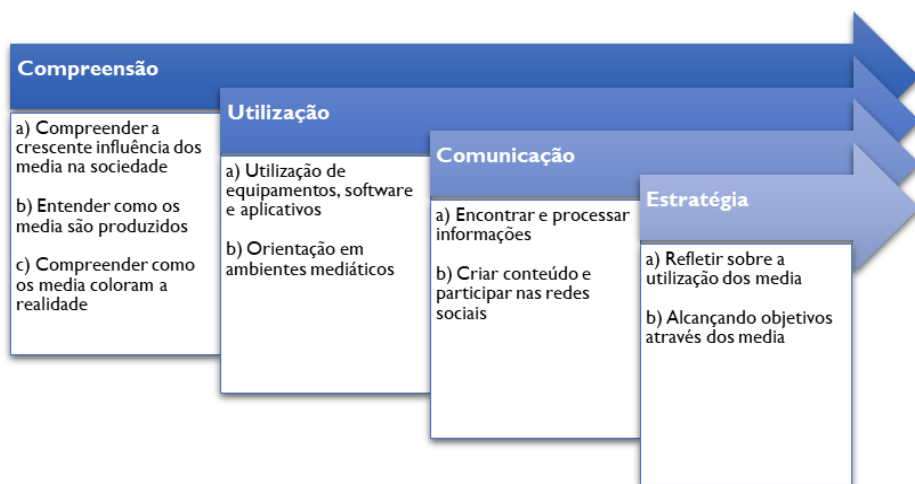 Compreensão
a) Compreender a
crescente influência dos
media na sociedade
b) Entender como os
media são produzidos
c) Compreender como
os media coloram a
realidade
Utilização
a) Utilização de
equipamentos, software
e aplicativos
b) Orientação em
ambientes mediáticos
Comunicação
a) Encontrar e processar
informações
b) Criar conteúdo e
participar nas redes
sociais
Estratégia
a) Refletir sobre a
utilização dos media
b) Alcançando objetivos
através dos media